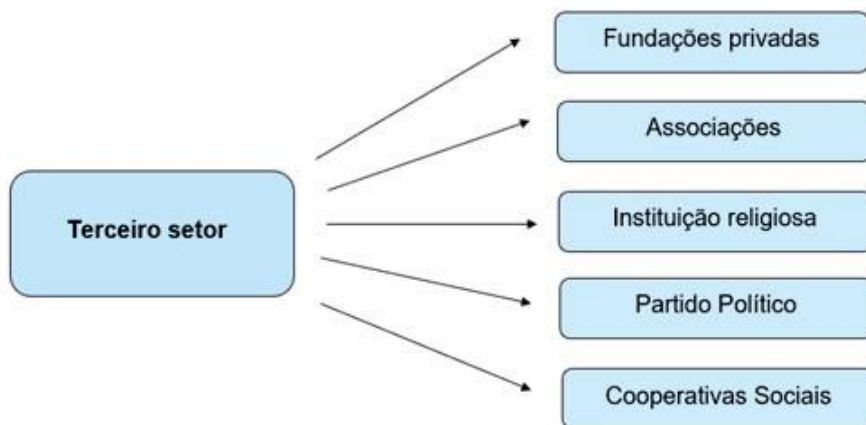 Terceiro setor
Fundações privadas
Associações
Instituição religiosa
Partido Político
Cooperativas Sociais